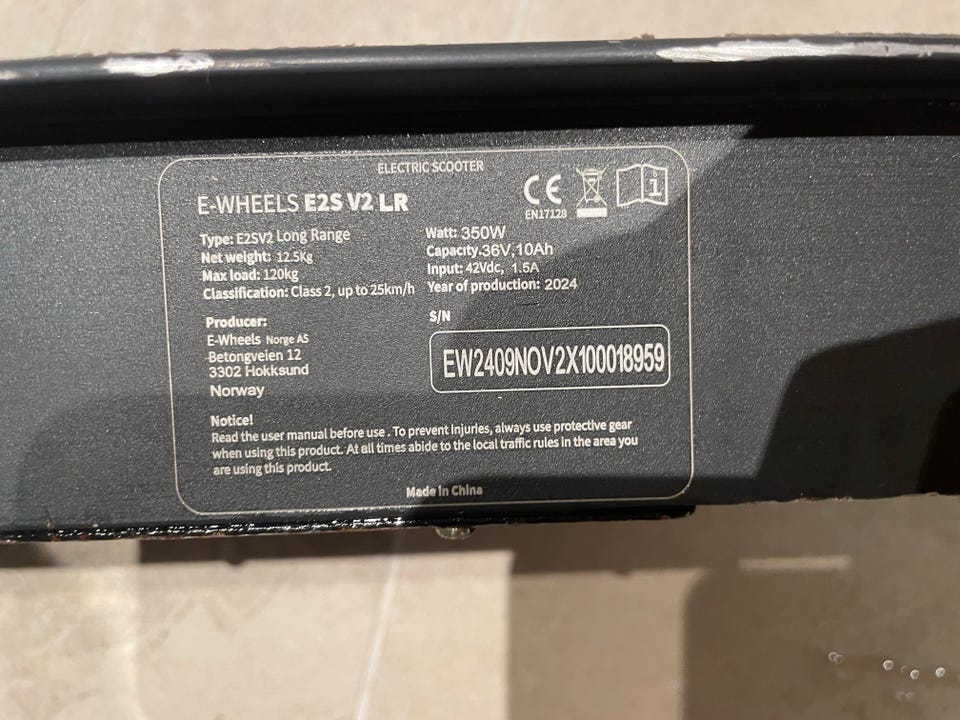 ELECTRIC SCOOTER
E-WHEELS E2S V2 LR
CE
EN17128
Type: E2SV2 Long Range
Net weight: 12.5Kg
Max load: 120kg
Classification: Class 2, up to 25km/h
Watt: 350W
Capacity: 36V, 10Ah
Input: 42Vdc, 1.5A
Year of production: 2024
Producer:
E-Wheels Norge AS
Betongveien 12
3302 Hokksund
Norway
S/N
EW2409NOV2X100018959
Notice!
Read the user manual before use . To prevent injuries, always use protective gear
when using this product. At all times abide to the local traffic rules in the area you
are using this product.
Made in China